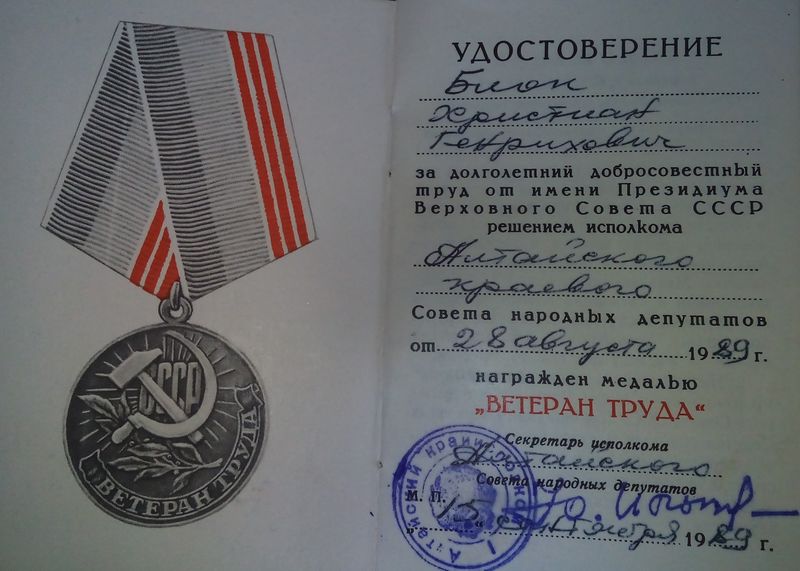 СССР
ВЕТЕРАН ТРУДА
УДОСТОВЕРЕНИЕ
Христиан
Генрихович
за долголетний добросовестный
труд от имени Президиума
Верховного Совета СССР
решением исполкома
Алтайского
краевого
Совета народных депутатов
от 28 августа 1989 г.
награжден медалью
„ВЕТЕРАН ТРУДА“
Секретарь исполкома
Алтайского
Совета народных депутатов
М. П.
„15“ сентября 1989 г.